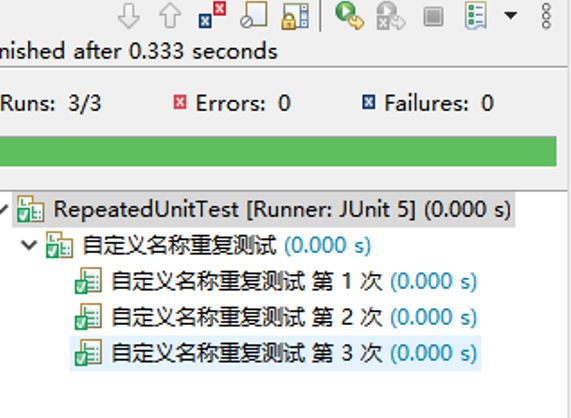 nished after 0.333 seconds
Runs: 3/3 Errors: 0 Failures: 0
RepeatedUnitTest [Runner: JUnit 5] (0.000 s)
自定义名称重复测试 (0.000 s)
自定义名称重复测试 第 1 次 (0.000 s)
自定义名称重复测试 第 2 次 (0.000 s)
自定义名称重复测试 第 3 次 (0.000 s)